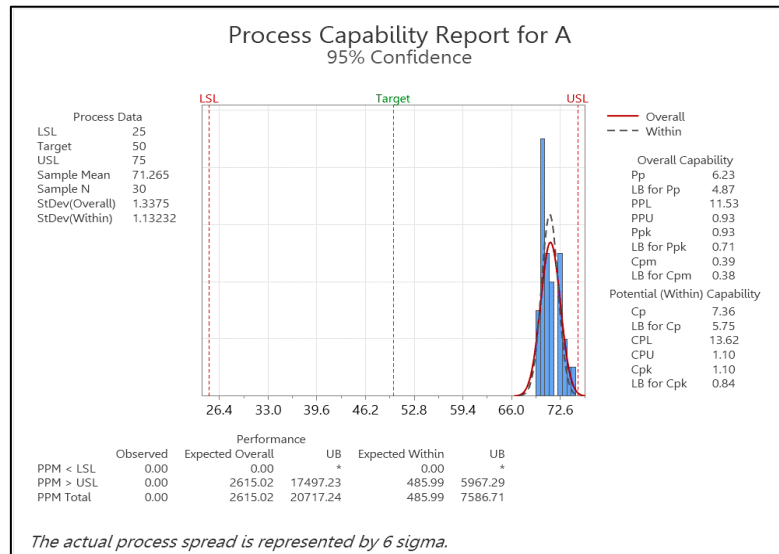 Process Capability Report for A
95% Confidence
LSL Target USL
Process Data
LSL 25
Target 50
USL 75
Sample Mean 71.265
Sample N 30
StDev(Overall) 1.3375
StDev(Within) 1.13232
Overall
Within
Overall Capability
Pp 6.23
LB for Pp 4.87
PPL 11.53
PPU 0.93
Ppk 0.93
LB for Ppk 0.71
Cpm 0.39
LB for Cpm 0.38
Potential (Within) Capability
Cp 7.36
LB for Cp 5.75
CPL 13.62
CPU 1.10
Cpk 1.10
LB for Cpk 0.84
26.4 33.0 39.6 46.2 52.8 59.4 66.0 72.6
Performance
Observed Expected Overall UB Expected Within UB
PPM < LSL 0.00 0.00 * 0.00 *
PPM > USL 0.00 2615.02 17497.23 485.99 5967.29
PPM Total 0.00 2615.02 20717.24 485.99 7586.71
The actual process spread is represented by 6 sigma.